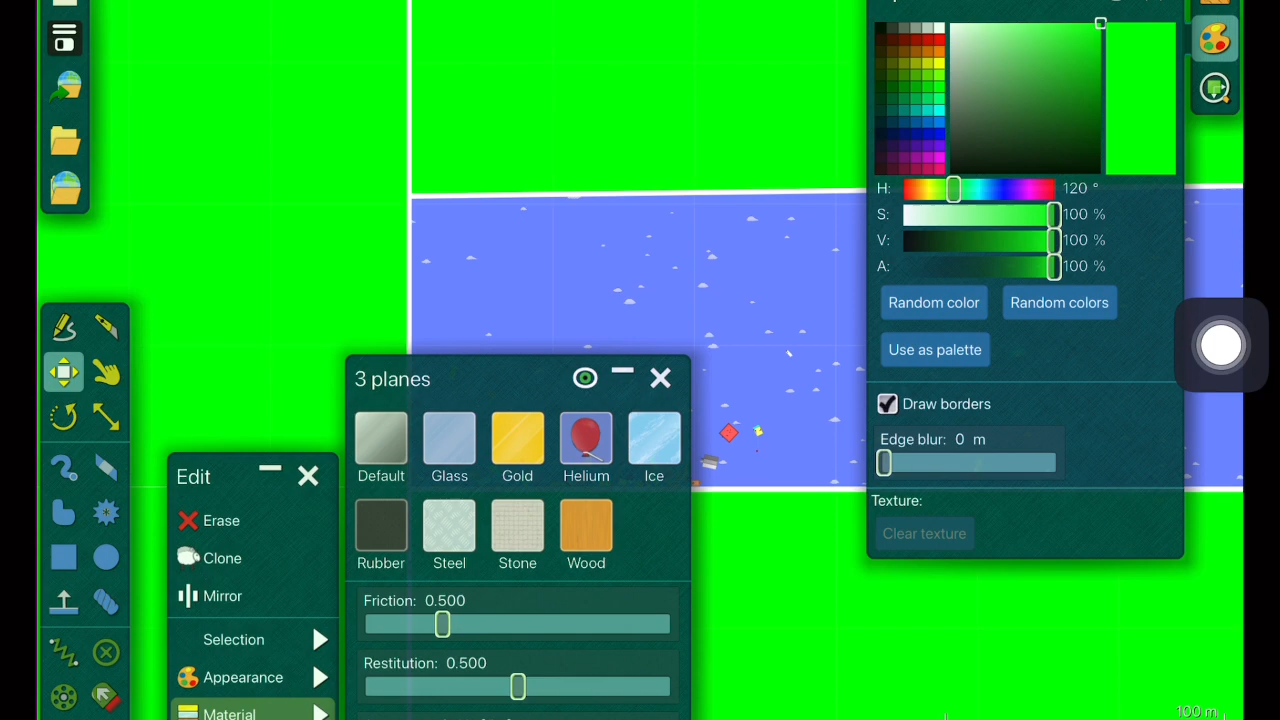 H: 120 °
S: 100 %
V: 100 %
A: 100 %
Random color Random colors
Use as palette
Draw borders
Edge blur: 0 m
Texture:
Clear texture
3 planes
Default Glass Gold Helium Ice
Rubber Steel Stone Wood
Friction: 0.500
Restitution: 0.500
Edit
Erase
Clone
Mirror
Selection
Appearance
Material
100 m